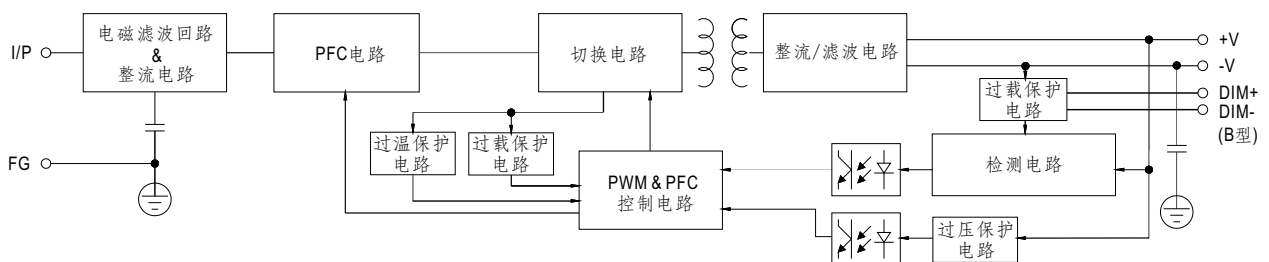 I/P
电磁滤波回路
&
整流电路
PFC电路
切换电路
整流/滤波电路
+V
-V
过载保护
电路
DIM+
DIM-
(B型)
过温保护
电路
过载保护
电路
FG
PWM & PFC
控制电路
检测电路
过压保护
电路